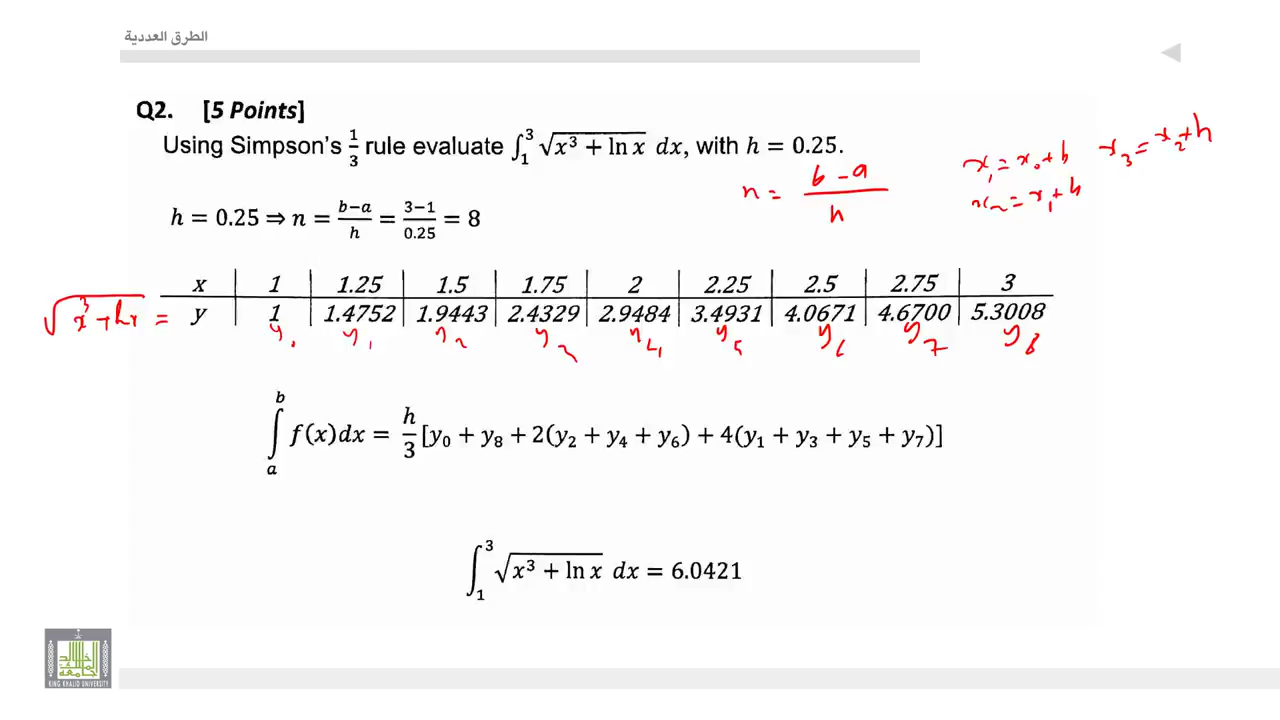 الطرق العددية
Q2. [5 Points]
Using Simpson's 1/3 rule evaluate ∫₁³ √(x³ + ln x) dx, with h = 0.25.
x₁ = x₀ + h x₃ = x₂ + h
x₂ = x₁ + h
n = (b - a)/h
h = 0.25 ⇒ n = (b−a)/h = (3−1)/0.25 = 8
x | 1 | 1.25 | 1.5 | 1.75 | 2 | 2.25 | 2.5 | 2.75 | 3
√(x³ + ln x) = y | 1 | 1.4752 | 1.9443 | 2.4329 | 2.9484 | 3.4931 | 4.0671 | 4.6700 | 5.3008
y₀ y₁ y₂ y₃ y₄ y₅ y₆ y₇ y₈
∫ₐᵇ f(x)dx = h/3 [y₀ + y₈ + 2(y₂ + y₄ + y₆) + 4(y₁ + y₃ + y₅ + y₇)]
∫₁³ √(x³ + ln x) dx = 6.0421
KING KHALID UNIVERSITY